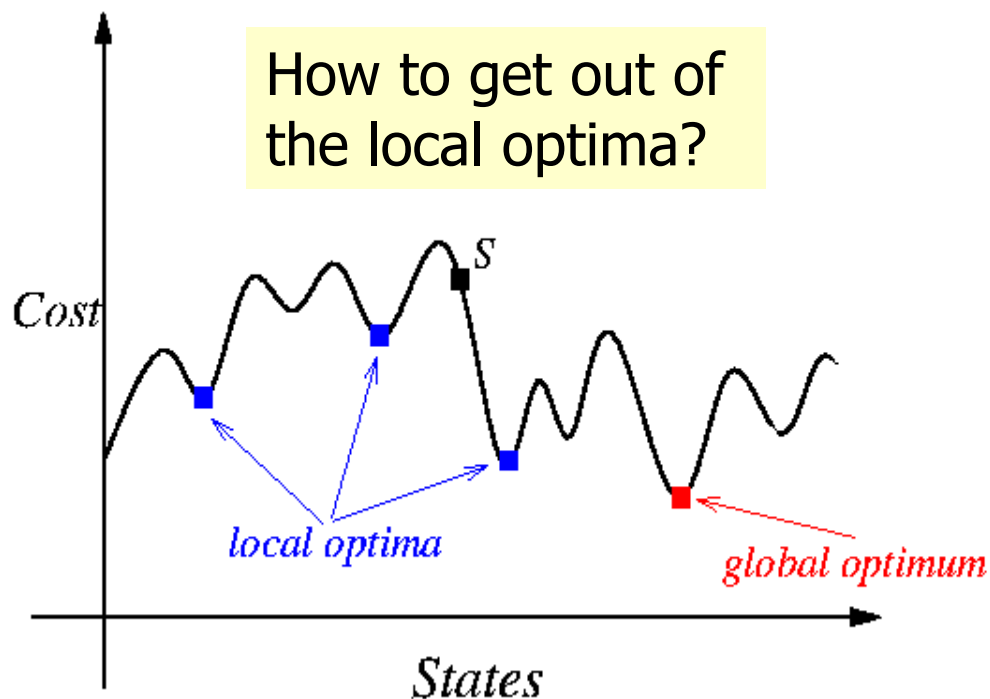 How to get out of
the local optima?
S
Cost
local optima
global optimum
States